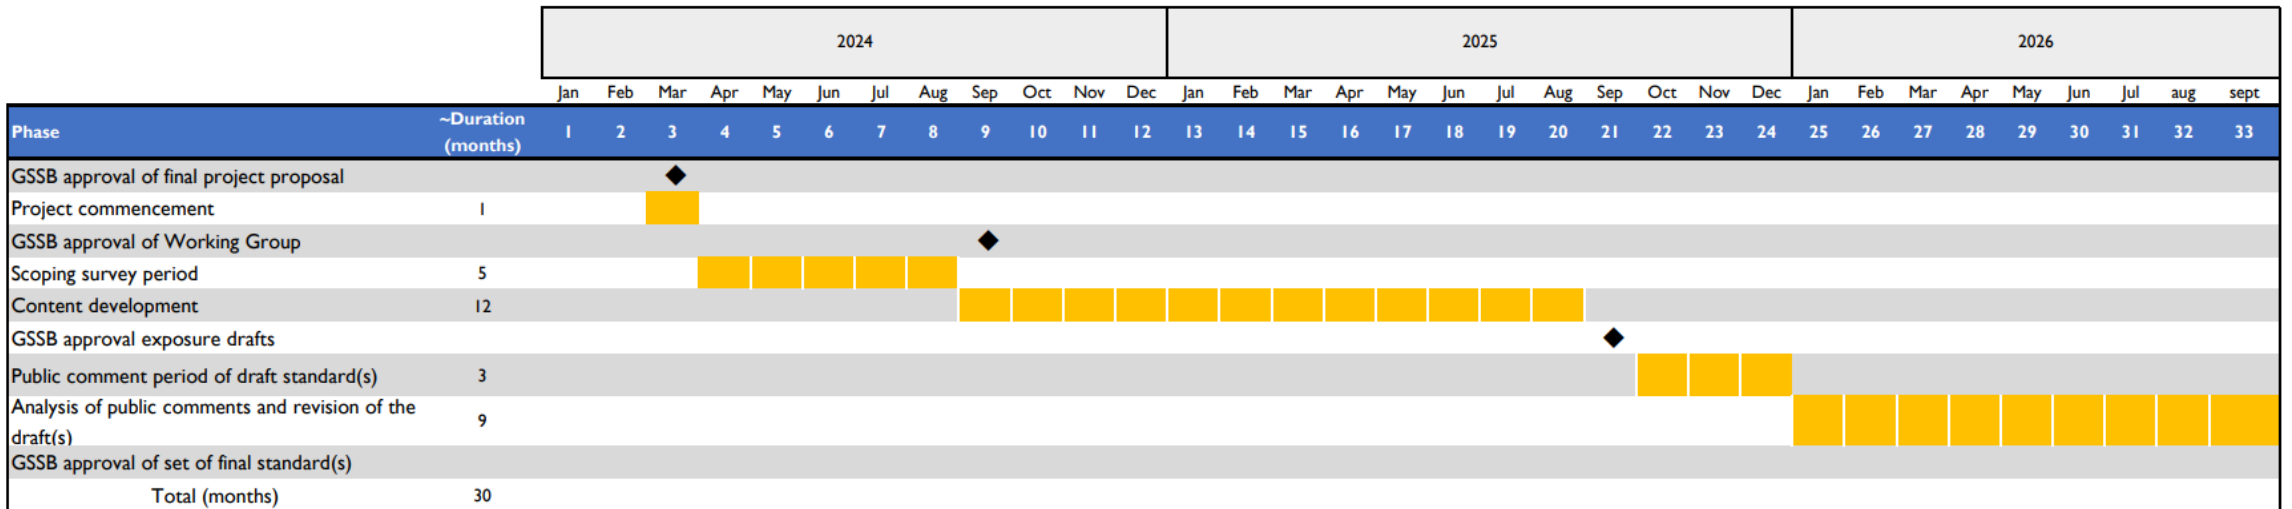 2024 2025 2026
Jan Feb Mar Apr May Jun Jul Aug Sep Oct Nov Dec Jan Feb Mar Apr May Jun Jul Aug Sep Oct Nov Dec Jan Feb Mar Apr May Jun Jul aug sept
Phase ~Duration (months) 1 2 3 4 5 6 7 8 9 10 11 12 13 14 15 16 17 18 19 20 21 22 23 24 25 26 27 28 29 30 31 32 33
GSSB approval of final project proposal
Project commencement 1
GSSB approval of Working Group
Scoping survey period 5
Content development 12
GSSB approval exposure drafts
Public comment period of draft standard(s) 3
Analysis of public comments and revision of the
draft(s) 9
GSSB approval of set of final standard(s)
Total (months) 30